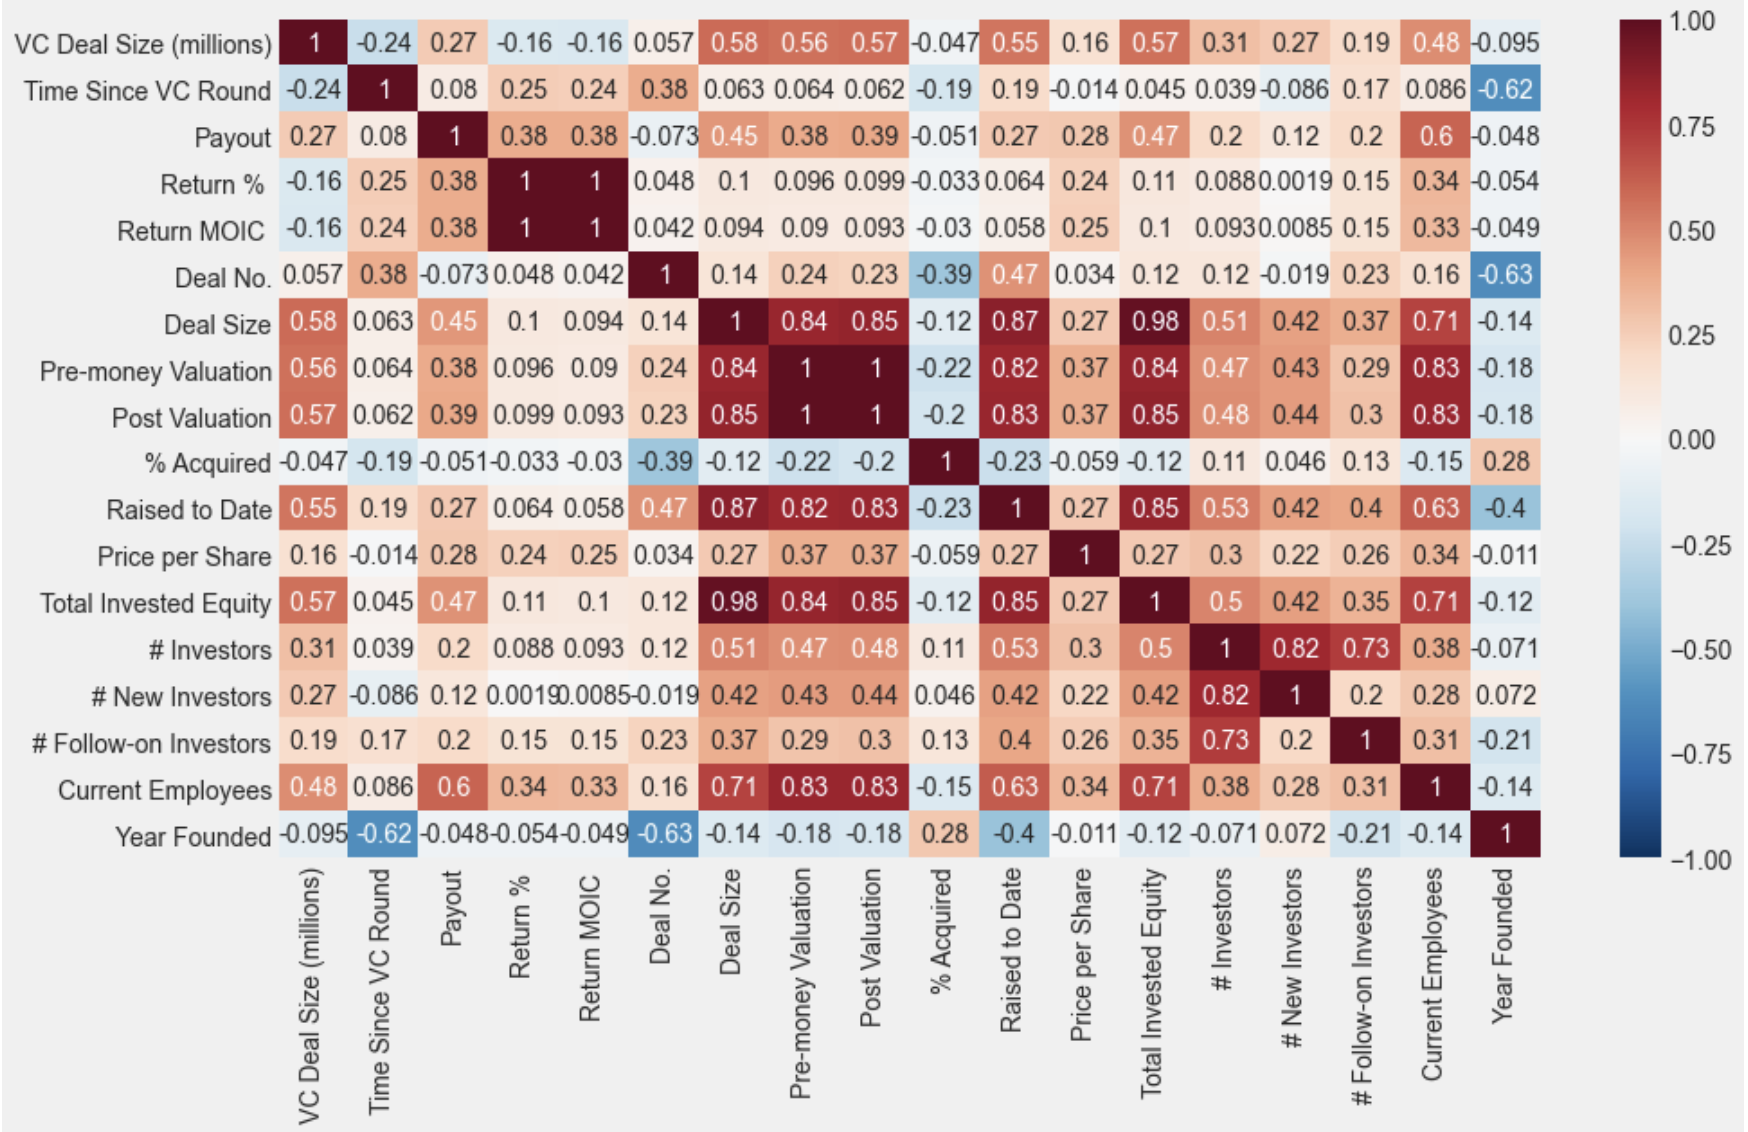 VC Deal Size (millions) 1 -0.24 0.27 -0.16 -0.16 0.057 0.58 0.56 0.57 -0.047 0.55 0.16 0.57 0.31 0.27 0.19 0.48 -0.095
Time Since VC Round -0.24 1 0.08 0.25 0.24 0.38 0.063 0.064 0.062 -0.19 0.19 -0.014 0.045 0.039 -0.086 0.17 0.086 -0.62
Payout 0.27 0.08 1 0.38 0.38 -0.073 0.45 0.38 0.39 -0.051 0.27 0.28 0.47 0.2 0.12 0.2 0.6 -0.048
Return % -0.16 0.25 0.38 1 1 0.048 0.1 0.096 0.099 -0.033 0.064 0.24 0.11 0.088 0.0019 0.15 0.34 -0.054
Return MOIC -0.16 0.24 0.38 1 1 0.042 0.094 0.09 0.093 -0.03 0.058 0.25 0.1 0.093 0.0085 0.15 0.33 -0.049
Deal No. 0.057 0.38 -0.073 0.048 0.042 1 0.14 0.24 0.23 -0.39 0.47 0.034 0.12 0.12 -0.019 0.23 0.16 -0.63
Deal Size 0.58 0.063 0.45 0.1 0.094 0.14 1 0.84 0.85 -0.12 0.87 0.27 0.98 0.51 0.42 0.37 0.71 -0.14
Pre-money Valuation 0.56 0.064 0.38 0.096 0.09 0.24 0.84 1 1 -0.22 0.82 0.37 0.84 0.47 0.43 0.29 0.83 -0.18
Post Valuation 0.57 0.062 0.39 0.099 0.093 0.23 0.85 1 1 -0.2 0.83 0.37 0.85 0.48 0.44 0.3 0.83 -0.18
% Acquired -0.047 -0.19 -0.051 -0.033 -0.03 -0.39 -0.12 -0.22 -0.2 1 -0.23 -0.059 -0.12 0.11 0.046 0.13 -0.15 0.28
Raised to Date 0.55 0.19 0.27 0.064 0.058 0.47 0.87 0.82 0.83 -0.23 1 0.27 0.85 0.53 0.42 0.4 0.63 -0.4
Price per Share 0.16 -0.014 0.28 0.24 0.25 0.034 0.27 0.37 0.37 -0.059 0.27 1 0.27 0.3 0.22 0.26 0.34 -0.011
Total Invested Equity 0.57 0.045 0.47 0.11 0.1 0.12 0.98 0.84 0.85 -0.12 0.85 0.27 1 0.5 0.42 0.35 0.71 -0.12
# Investors 0.31 0.039 0.2 0.088 0.093 0.12 0.51 0.47 0.48 0.11 0.53 0.3 0.5 1 0.82 0.73 0.38 -0.071
# New Investors 0.27 -0.086 0.12 0.0019 0.0085 -0.019 0.42 0.43 0.44 0.046 0.42 0.22 0.42 0.82 1 0.2 0.28 0.072
# Follow-on Investors 0.19 0.17 0.2 0.15 0.15 0.23 0.37 0.29 0.3 0.13 0.4 0.26 0.35 0.73 0.2 1 0.31 -0.21
Current Employees 0.48 0.086 0.6 0.34 0.33 0.16 0.71 0.83 0.83 -0.15 0.63 0.34 0.71 0.38 0.28 0.31 1 -0.14
Year Founded -0.095 -0.62 -0.048 -0.054 -0.049 -0.63 -0.14 -0.18 -0.18 0.28 -0.4 -0.011 -0.12 -0.071 0.072 -0.21 -0.14 1
VC Deal Size (millions)
Time Since VC Round
Payout
Return %
Return MOIC
Deal No.
Deal Size
Pre-money Valuation
Post Valuation
% Acquired
Raised to Date
Price per Share
Total Invested Equity
# Investors
# New Investors
# Follow-on Investors
Current Employees
Year Founded
1.00
0.75
0.50
0.25
0.00
−0.25
−0.50
−0.75
−1.00